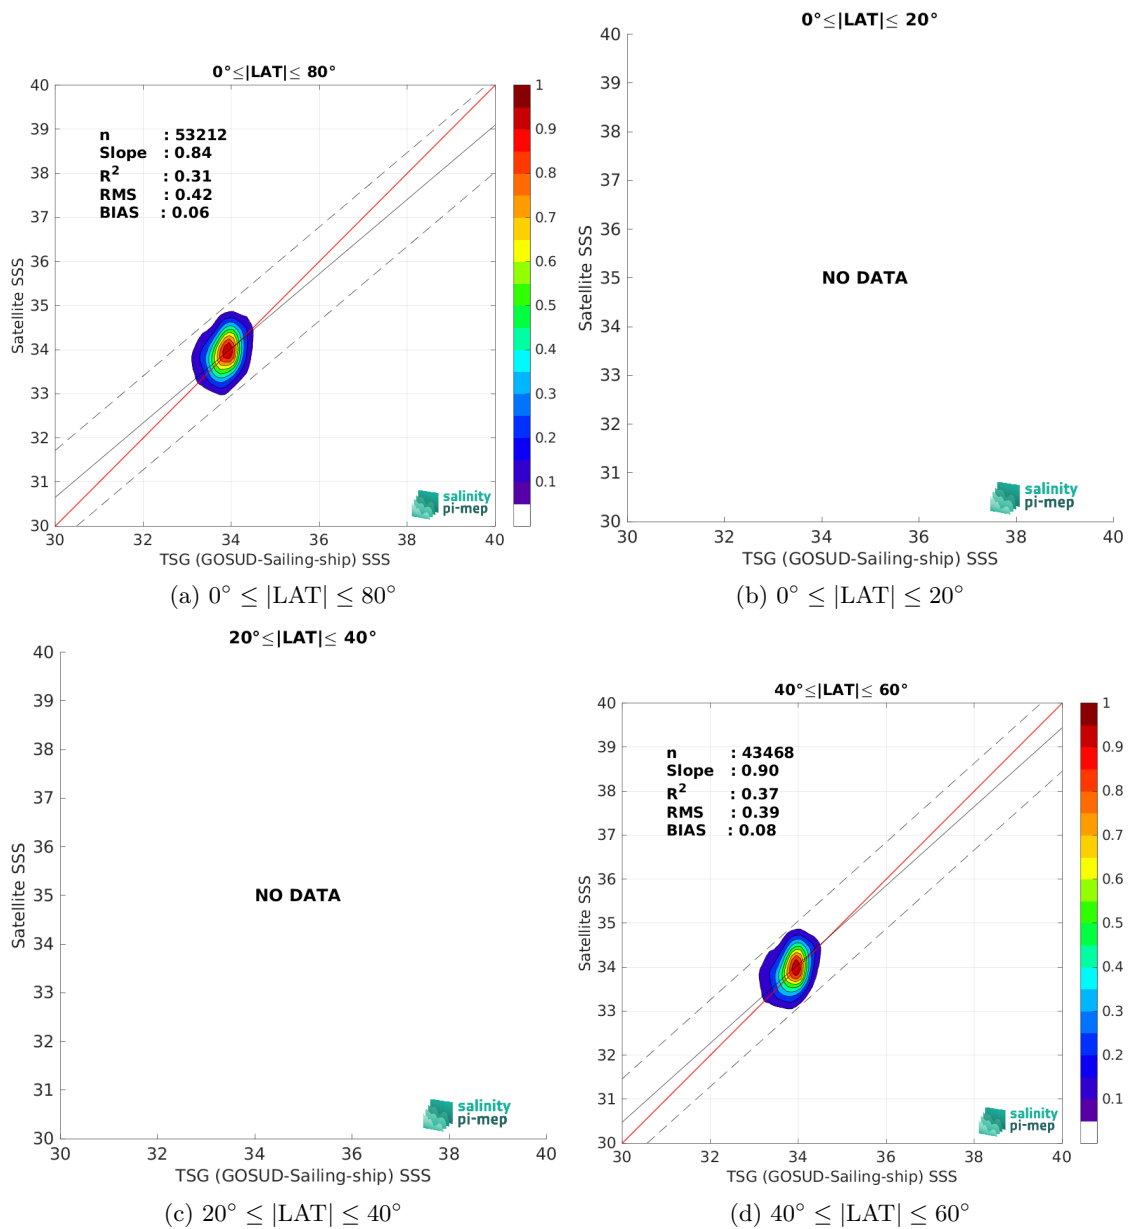 0°≤|LAT|≤ 80°
40
39
38
37
36
35
34
33
32
31
30
Satellite SSS
n : 53212
Slope : 0.84
R² : 0.31
RMS : 0.42
BIAS : 0.06
salinity
pi-mep
30 32 34 36 38 40
TSG (GOSUD-Sailing-ship) SSS
1
0.9
0.8
0.7
0.6
0.5
0.4
0.3
0.2
0.1
(a) 0° ≤ |LAT| ≤ 80°
0°≤|LAT|≤ 20°
40
39
38
37
36
35
34
33
32
31
30
Satellite SSS
NO DATA
salinity
pi-mep
30 32 34 36 38 40
TSG (GOSUD-Sailing-ship) SSS
(b) 0° ≤ |LAT| ≤ 20°
20°≤|LAT|≤ 40°
40
39
38
37
36
35
34
33
32
31
30
Satellite SSS
NO DATA
salinity
pi-mep
30 32 34 36 38 40
TSG (GOSUD-Sailing-ship) SSS
(c) 20° ≤ |LAT| ≤ 40°
40°≤|LAT|≤ 60°
40
39
38
37
36
35
34
33
32
31
30
Satellite SSS
n : 43468
Slope : 0.90
R² : 0.37
RMS : 0.39
BIAS : 0.08
salinity
pi-mep
30 32 34 36 38 40
TSG (GOSUD-Sailing-ship) SSS
1
0.9
0.8
0.7
0.6
0.5
0.4
0.3
0.2
0.1
(d) 40° ≤ |LAT| ≤ 60°